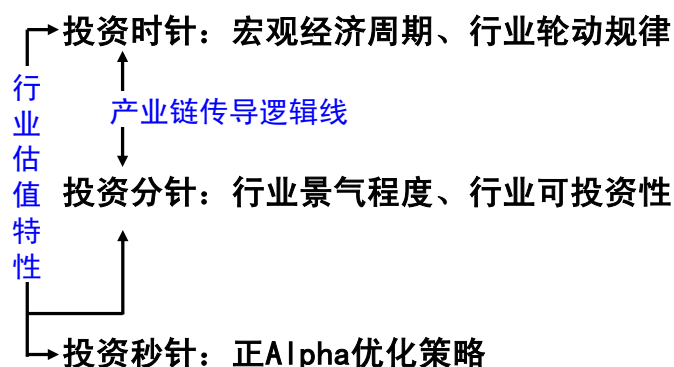 投资时针：宏观经济周期、行业轮动规律
产业链传导逻辑线
行业估值特性
投资分针：行业景气程度、行业可投资性
投资秒针：正Alpha优化策略